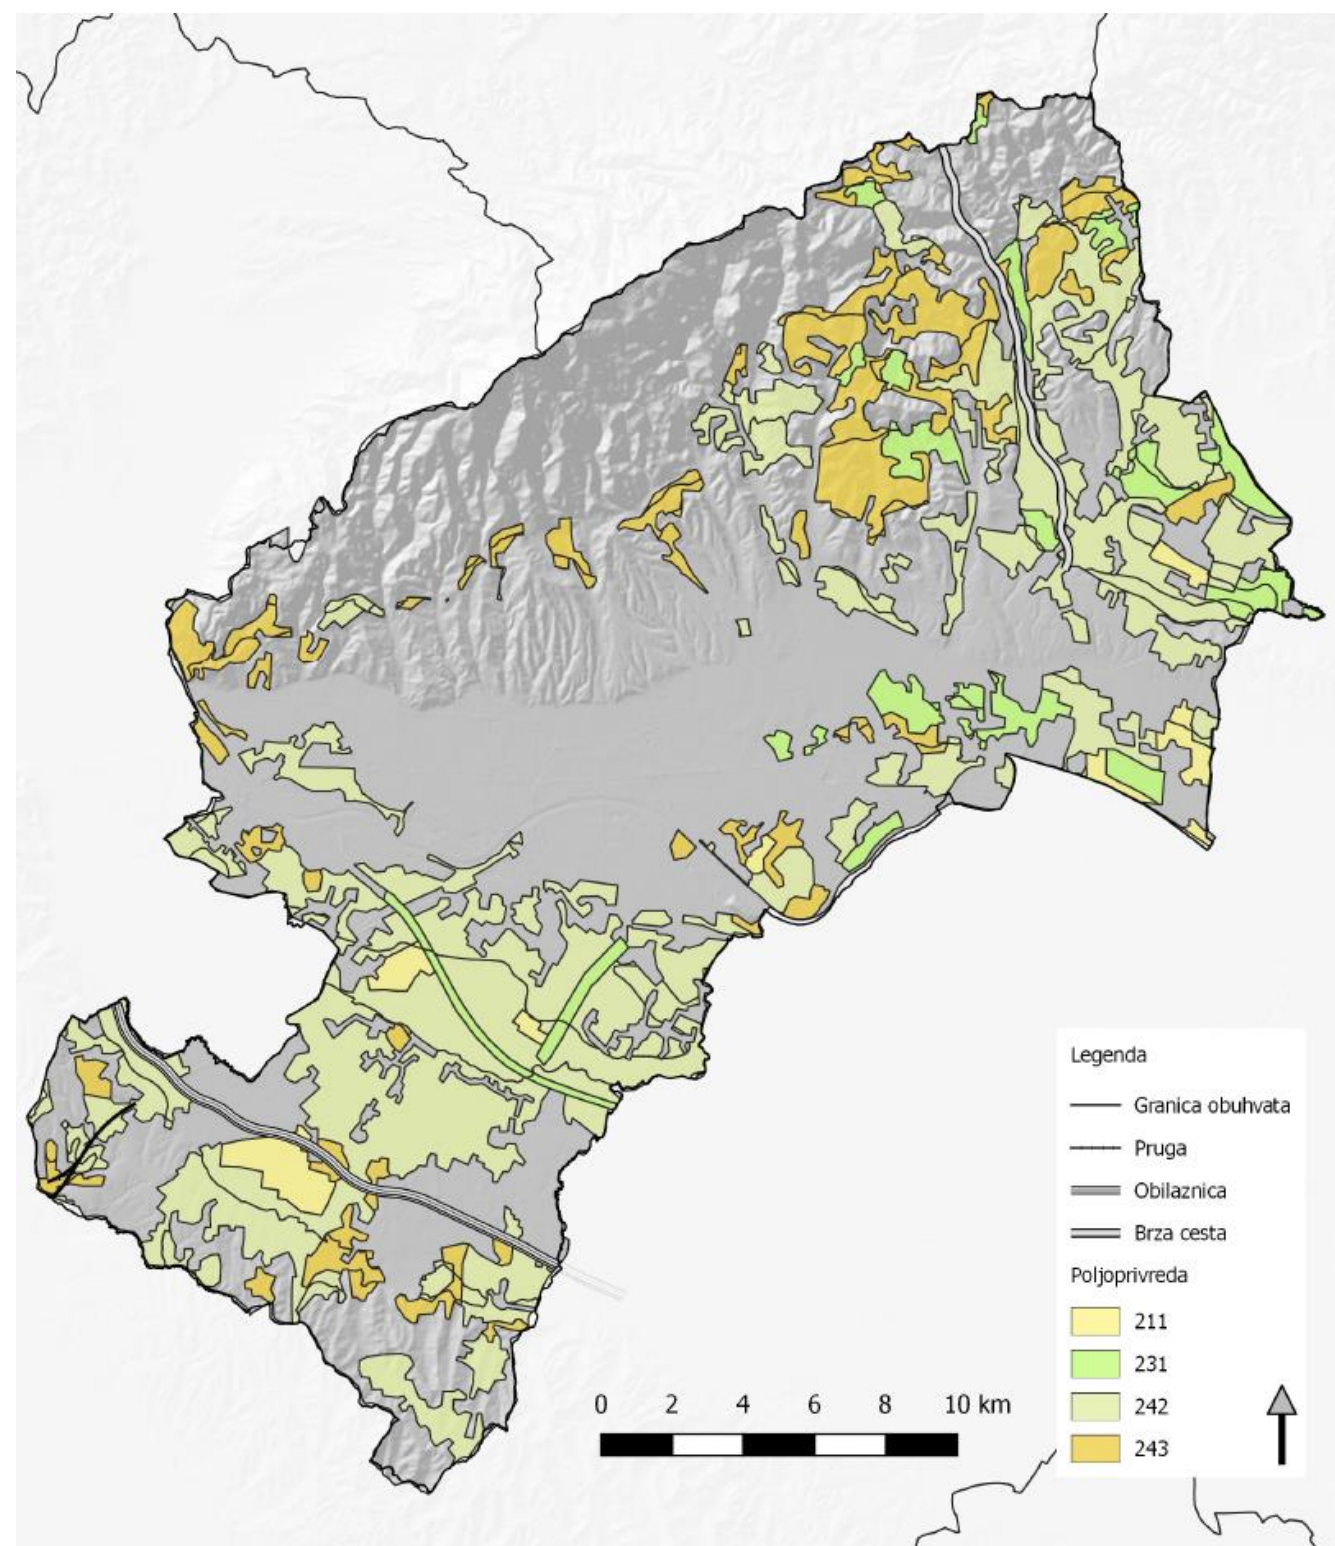 Legenda
Granica obuhvata
Pruga
Obilaznica
Brza cesta
Poljoprivreda
211
231
242
243
0 2 4 6 8 10 km